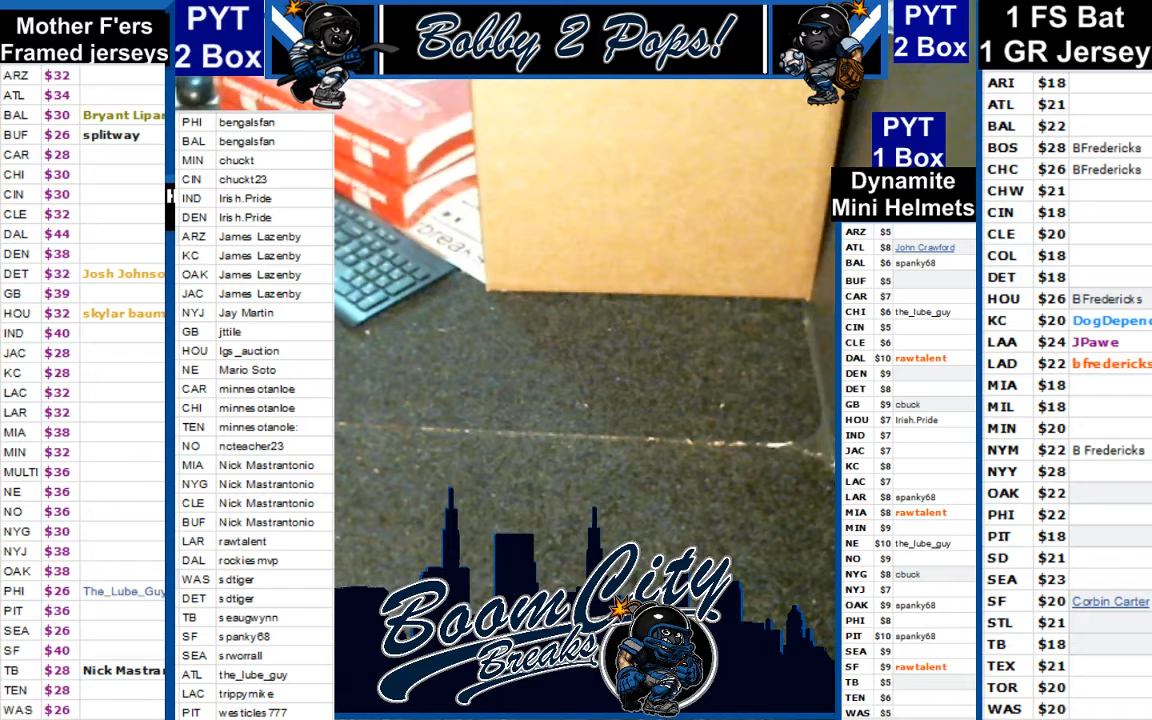 Mother F'ers
Framed jerseys
ARZ $32
ATL $34
BAL $30 Bryant Lipar
BUF $26 splitway
CAR $28
CHI $30
CIN $30
CLE $32
DAL $44
DEN $38
DET $32 Josh Johnso
GB $39
HOU $32 skylar baum
IND $40
JAC $28
KC $28
LAC $32
LAR $32
MIA $38
MIN $32
MULTI $36
NE $36
NO $36
NYG $30
NYJ $38
OAK $38
PHI $26 The_Lube_Guy
PIT $36
SEA $26
SF $40
TB $28 Nick Mastra
TEN $28
WAS $26
PYT
2 Box
PHI bengalsfan
BAL bengalsfan
MIN chuckt
CIN chuckt23
IND Irish.Pride
DEN Irish.Pride
ARZ James Lazenby
KC James Lazenby
OAK James Lazenby
JAC James Lazenby
NYJ Jay Martin
GB jttile
HOU lgs_auction
NE Mario Soto
CAR minnesotanloe
CHI minnesotanloe
TEN minnesotanole:
NO ncteacher23
MIA Nick Mastrantonio
NYG Nick Mastrantonio
CLE Nick Mastrantonio
BUF Nick Mastrantonio
LAR rawtalent
DAL rockiesmvp
WAS sdtiger
DET sdtiger
TB seaugwynn
SF spanky68
SEA srworrall
ATL the_lube_guy
LAC trippymike
PIT westicles777
Bobby 2 Pops!
Boom City
Breaks
PYT
2 Box
PYT
1 Box
Dynamite
Mini Helmets
ARZ $5
ATL $8 John Crawford
BAL $6 spanky68
BUF $5
CAR $7
CHI $6 the_lube_guy
CIN $5
CLE $6
DAL $10 rawtalent
DEN $9
DET $8
GB $9 cbuck
HOU $7 Irish.Pride
IND $7
JAC $7
KC $8
LAC $7
LAR $8 spanky68
MIA $8 rawtalent
MIN $9
NE $10 the_lube_guy
NO $9
NYG $8 cbuck
NYJ $7
OAK $9 spanky68
PHI $8
PIT $10 spanky68
SEA $9
SF $9 rawtalent
TB $5
TEN $6
WAS $5
1 FS Bat
1 GR Jersey
ARI $18
ATL $21
BAL $22
BOS $28 BFredericks
CHC $26 BFredericks
CHW $21
CIN $18
CLE $20
COL $18
DET $18
HOU $26 BFredericks
KC $20 DogDepen
LAA $24 JPawe
LAD $22 bfredericks
MIA $18
MIL $18
MIN $20
NYM $22 B Fredericks
NYY $28
OAK $22
PHI $22
PIT $18
SD $21
SEA $23
SF $20 Corbin Carter
STL $21
TB $18
TEX $21
TOR $20
WAS $20